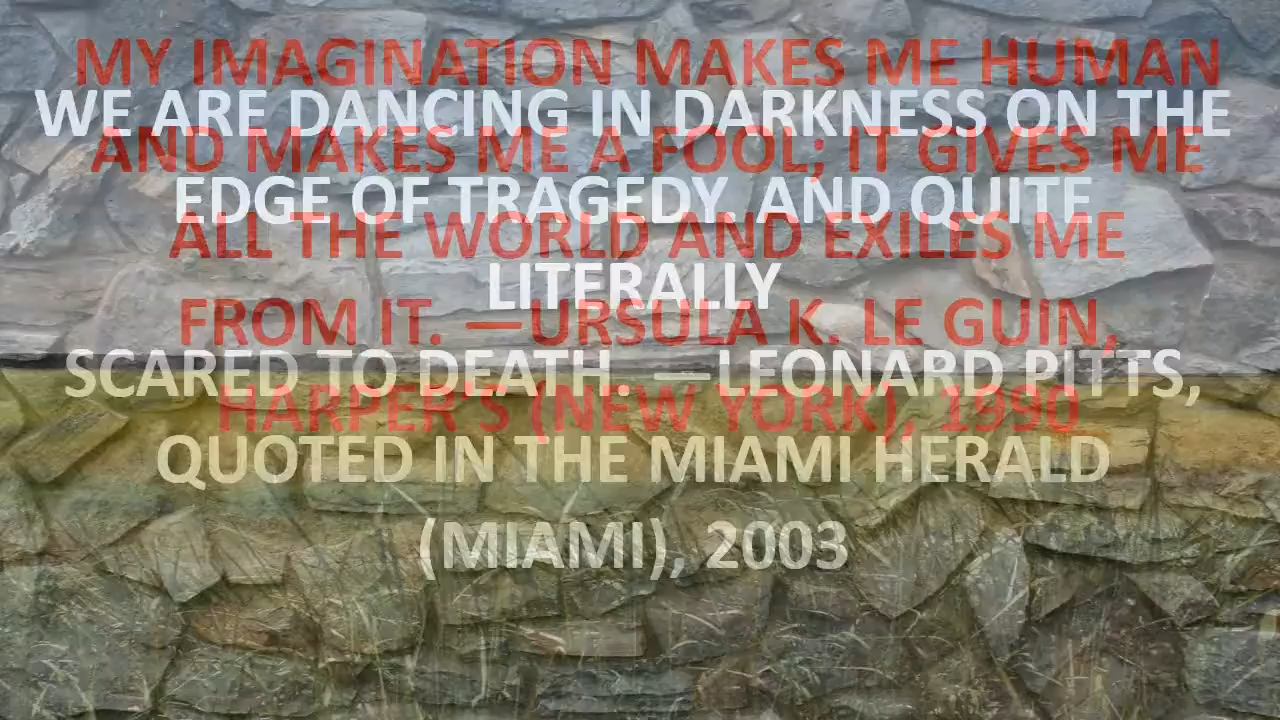 MY IMAGINATION MAKES ME HUMAN
AND MAKES ME A FOOL; IT GIVES ME
ALL THE WORLD AND EXILES ME
FROM IT. —URSULA K. LE GUIN,
HARPER'S (NEW YORK), 1990
WE ARE DANCING IN DARKNESS ON THE
EDGE OF TRAGEDY. AND QUITE
LITERALLY
SCARED TO DEATH. —LEONARD PITTS,
QUOTED IN THE MIAMI HERALD
(MIAMI), 2003